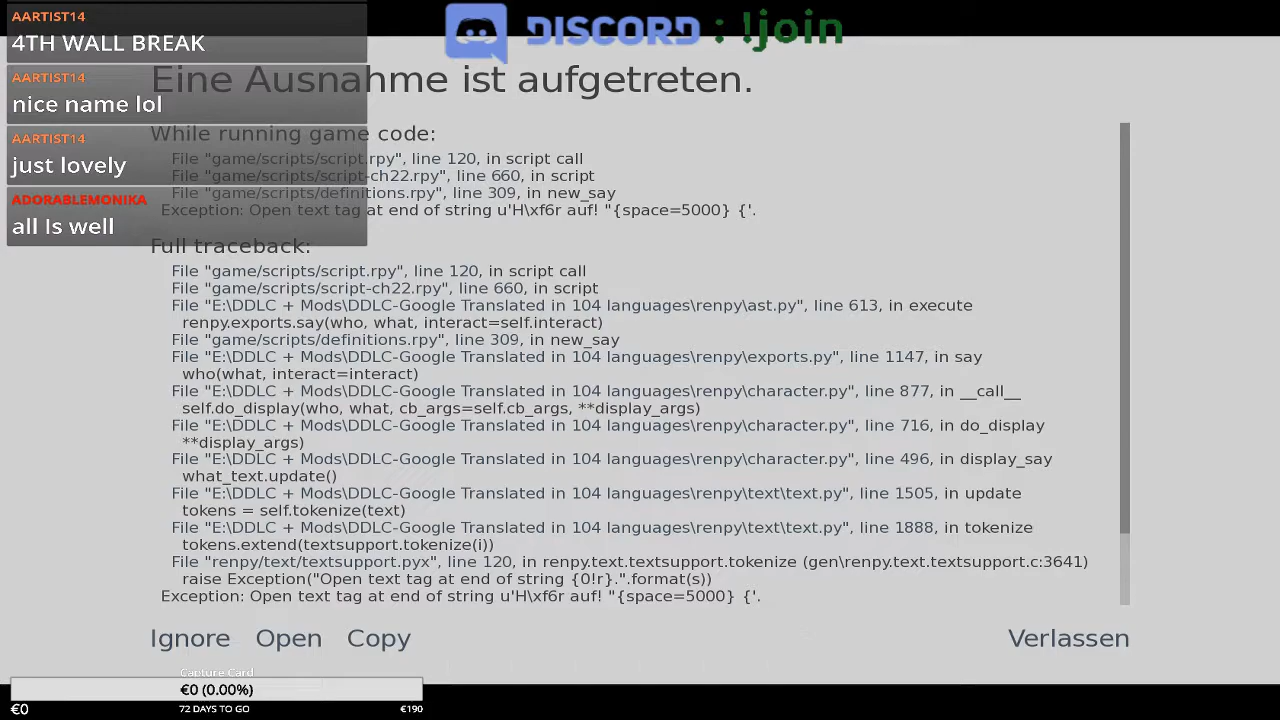 AARTIST14
4TH WALL BREAK
AARTIST14
nice name lol
AARTIST14
just lovely
ADORABLEMONIKA
all Is well
DISCORD : !join
Eine Ausnahme ist aufgetreten.
While running game code:
File "game/scripts/script.rpy", line 120, in script call
File "game/scripts/script-ch22.rpy", line 660, in script
File "game/scripts/definitions.rpy", line 309, in new_say
Exception: Open text tag at end of string u'H\xf6r auf! "{space=5000} {'.
Full traceback:
File "game/scripts/script.rpy", line 120, in script call
File "game/scripts/script-ch22.rpy", line 660, in script
File "E:\DDLC + Mods\DDLC-Google Translated in 104 languages\renpy\ast.py", line 613, in execute
renpy.exports.say(who, what, interact=self.interact)
File "game/scripts/definitions.rpy", line 309, in new_say
File "E:\DDLC + Mods\DDLC-Google Translated in 104 languages\renpy\exports.py", line 1147, in say
who(what, interact=interact)
File "E:\DDLC + Mods\DDLC-Google Translated in 104 languages\renpy\character.py", line 877, in __call__
self.do_display(who, what, cb_args=self.cb_args, **display_args)
File "E:\DDLC + Mods\DDLC-Google Translated in 104 languages\renpy\character.py", line 716, in do_display
**display_args)
File "E:\DDLC + Mods\DDLC-Google Translated in 104 languages\renpy\character.py", line 496, in display_say
what_text.update()
File "E:\DDLC + Mods\DDLC-Google Translated in 104 languages\renpy\text\text.py", line 1505, in update
tokens = self.tokenize(text)
File "E:\DDLC + Mods\DDLC-Google Translated in 104 languages\renpy\text\text.py", line 1888, in tokenize
tokens.extend(textsupport.tokenize(i))
File "renpy/text/textsupport.pyx", line 120, in renpy.text.textsupport.tokenize (gen\renpy.text.textsupport.c:3641)
raise Exception("Open text tag at end of string {0!r}.".format(s))
Exception: Open text tag at end of string u'H\xf6r auf! "{space=5000} {'.
Ignore Open Copy Verlassen
Capture Card
€0 (0.00%)
€0 72 DAYS TO GO €190